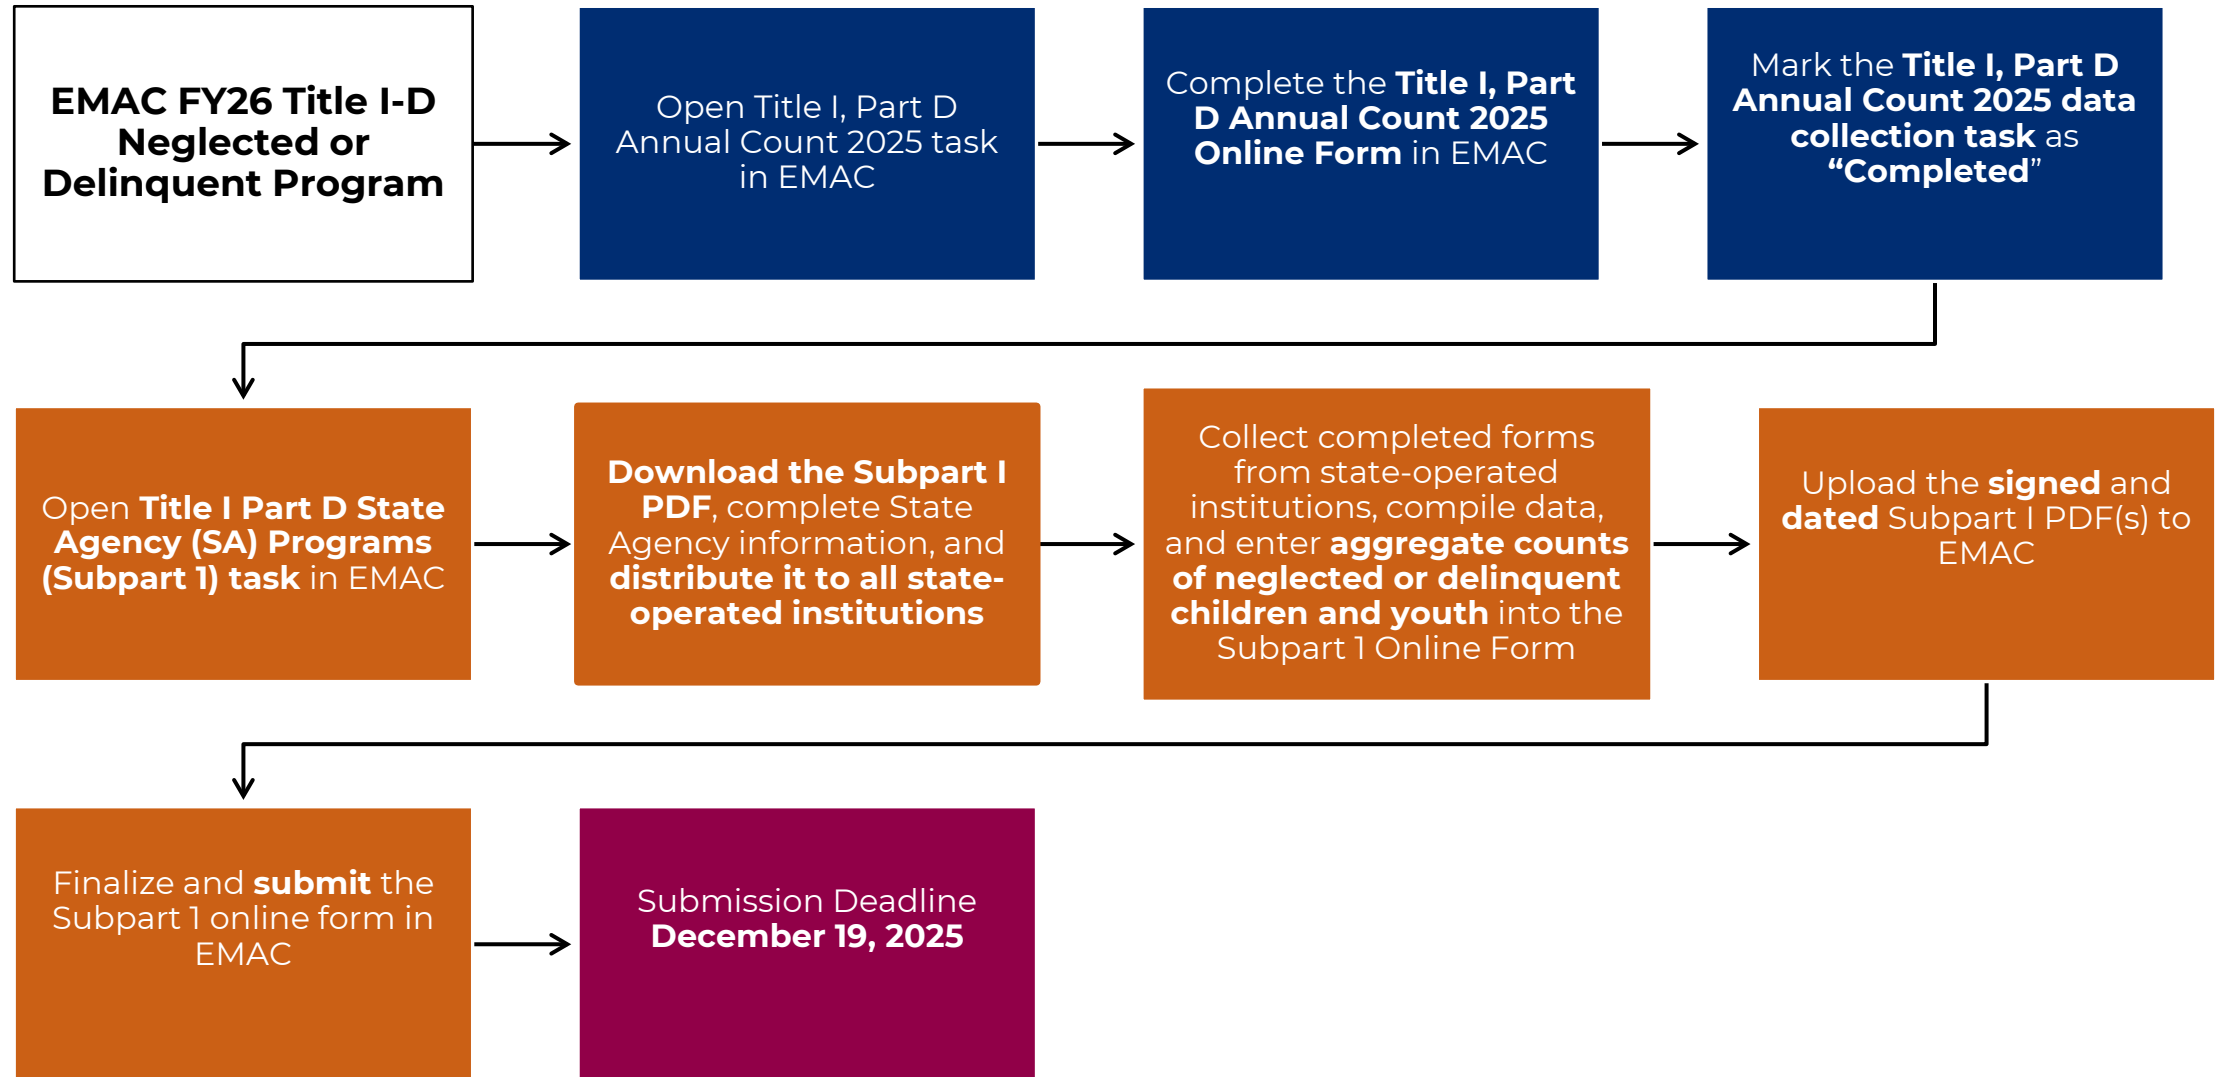 EMAC FY26 Title I-D
Neglected or
Delinquent Program
Open Title I, Part D
Annual Count 2025 task
in EMAC
Complete the Title I, Part
D Annual Count 2025
Online Form in EMAC
Mark the Title I, Part D
Annual Count 2025 data
collection task as
“Completed”
Open Title I Part D State
Agency (SA) Programs
(Subpart 1) task in EMAC
Download the Subpart I
PDF, complete State
Agency information, and
distribute it to all state-
operated institutions
Collect completed forms
from state-operated
institutions, compile data,
and enter aggregate counts
of neglected or delinquent
children and youth into the
Subpart 1 Online Form
Upload the signed and
dated Subpart I PDF(s) to
EMAC
Finalize and submit the
Subpart 1 online form in
EMAC
Submission Deadline
December 19, 2025